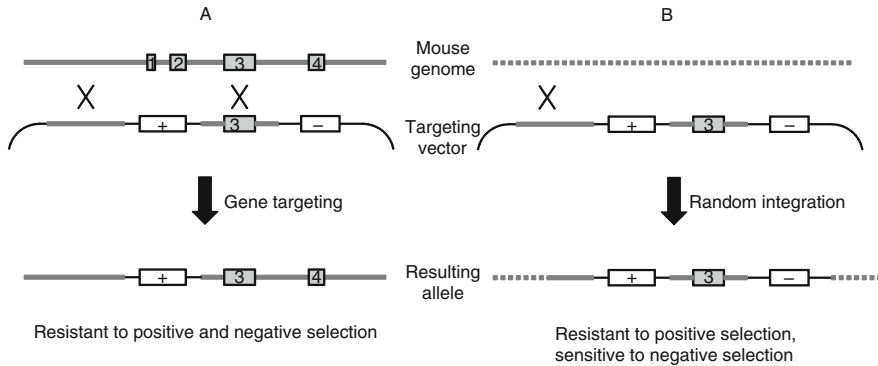 A
B
1 2 3 4
Mouse
genome
+ 3 −
Targeting
vector
+ 3 −
Gene targeting
Random integration
+ 3 4
Resulting
allele
+ 3 −
Resistant to positive and negative selection
Resistant to positive selection,
sensitive to negative selection